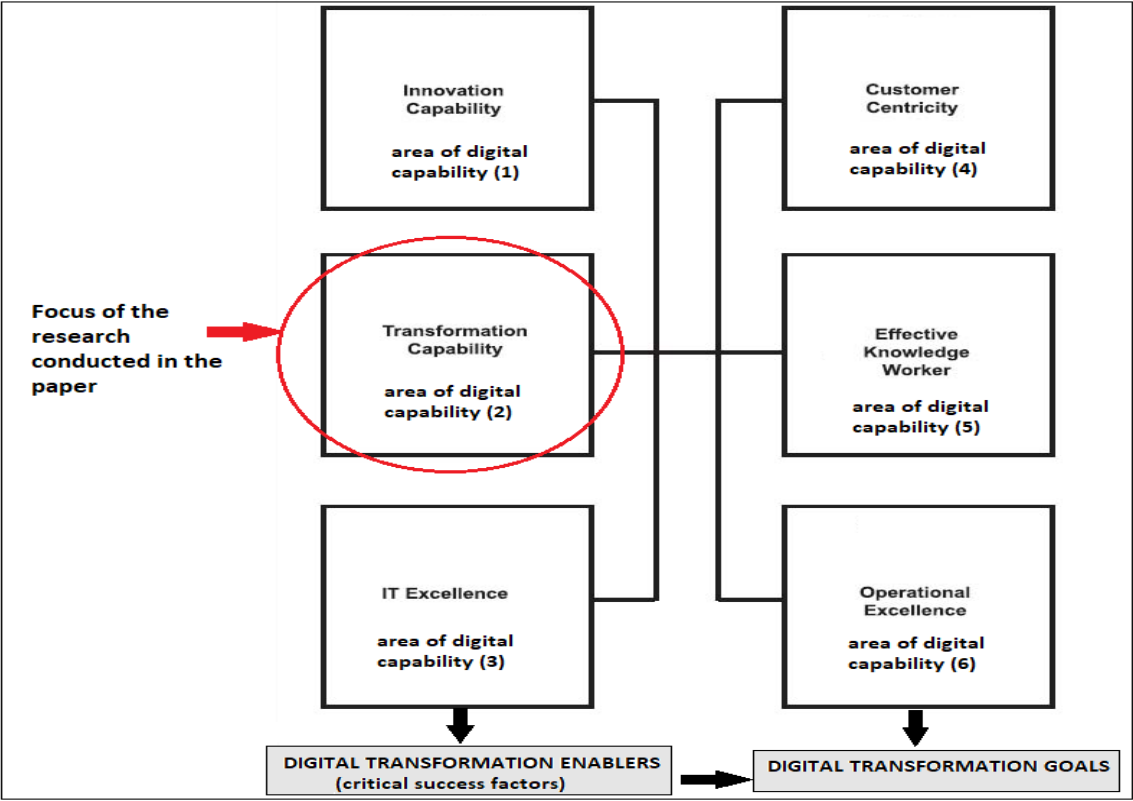 Innovation
Capability
area of digital
capability (1)
Customer
Centricity
area of digital
capability (4)
Focus of the
research
conducted in the
paper
Transformation
Capability
area of digital
capability (2)
Effective
Knowledge
Worker
area of digital
capability (5)
IT Excellence
area of digital
capability (3)
Operational
Excellence
area of digital
capability (6)
DIGITAL TRANSFORMATION ENABLERS
(critical success factors)
DIGITAL TRANSFORMATION GOALS